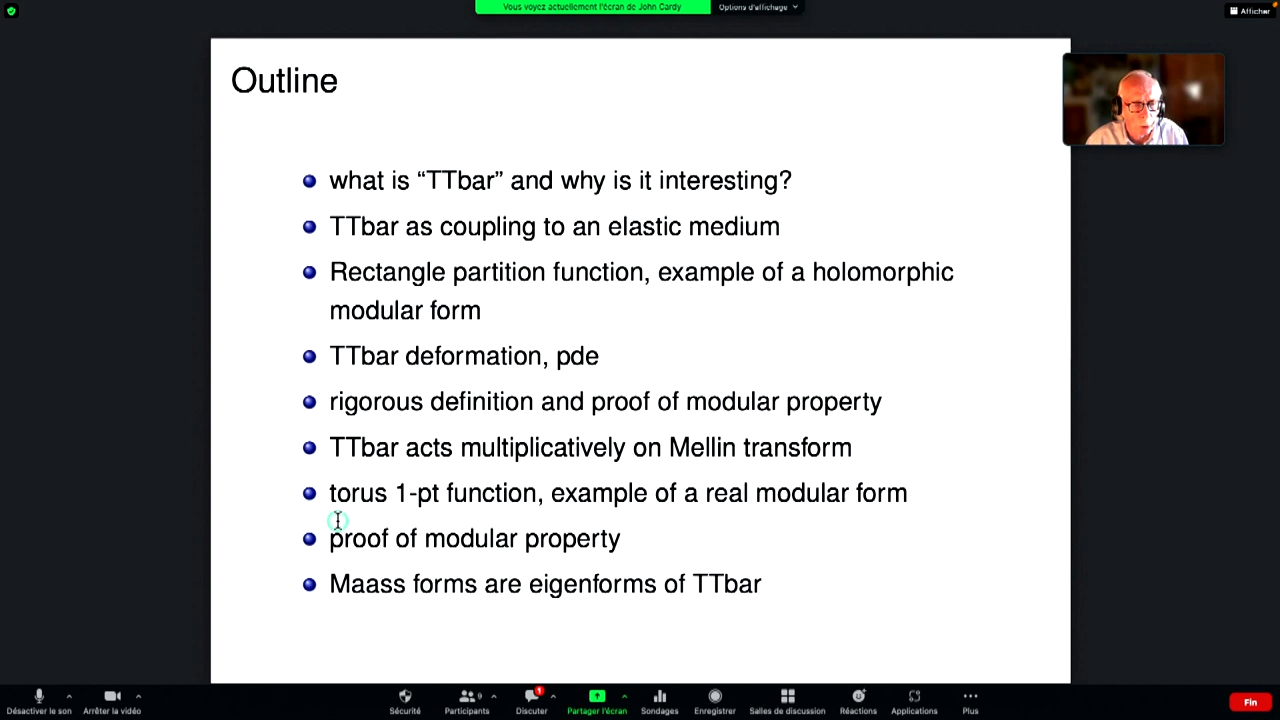 Vous voyez actuellement l'écran de John Cardy
Options d'affichage
Afficher
Outline
what is “TTbar” and why is it interesting?
TTbar as coupling to an elastic medium
Rectangle partition function, example of a holomorphic
modular form
TTbar deformation, pde
rigorous definition and proof of modular property
TTbar acts multiplicatively on Mellin transform
torus 1-pt function, example of a real modular form
proof of modular property
Maass forms are eigenforms of TTbar
Désactiver le son
Arrêter la vidéo
Sécurité
Participants
9
Discuter
1
Partager l'écran
Sondages
Enregistrer
Salles de discussion
Réactions
Applications
Plus
Fin